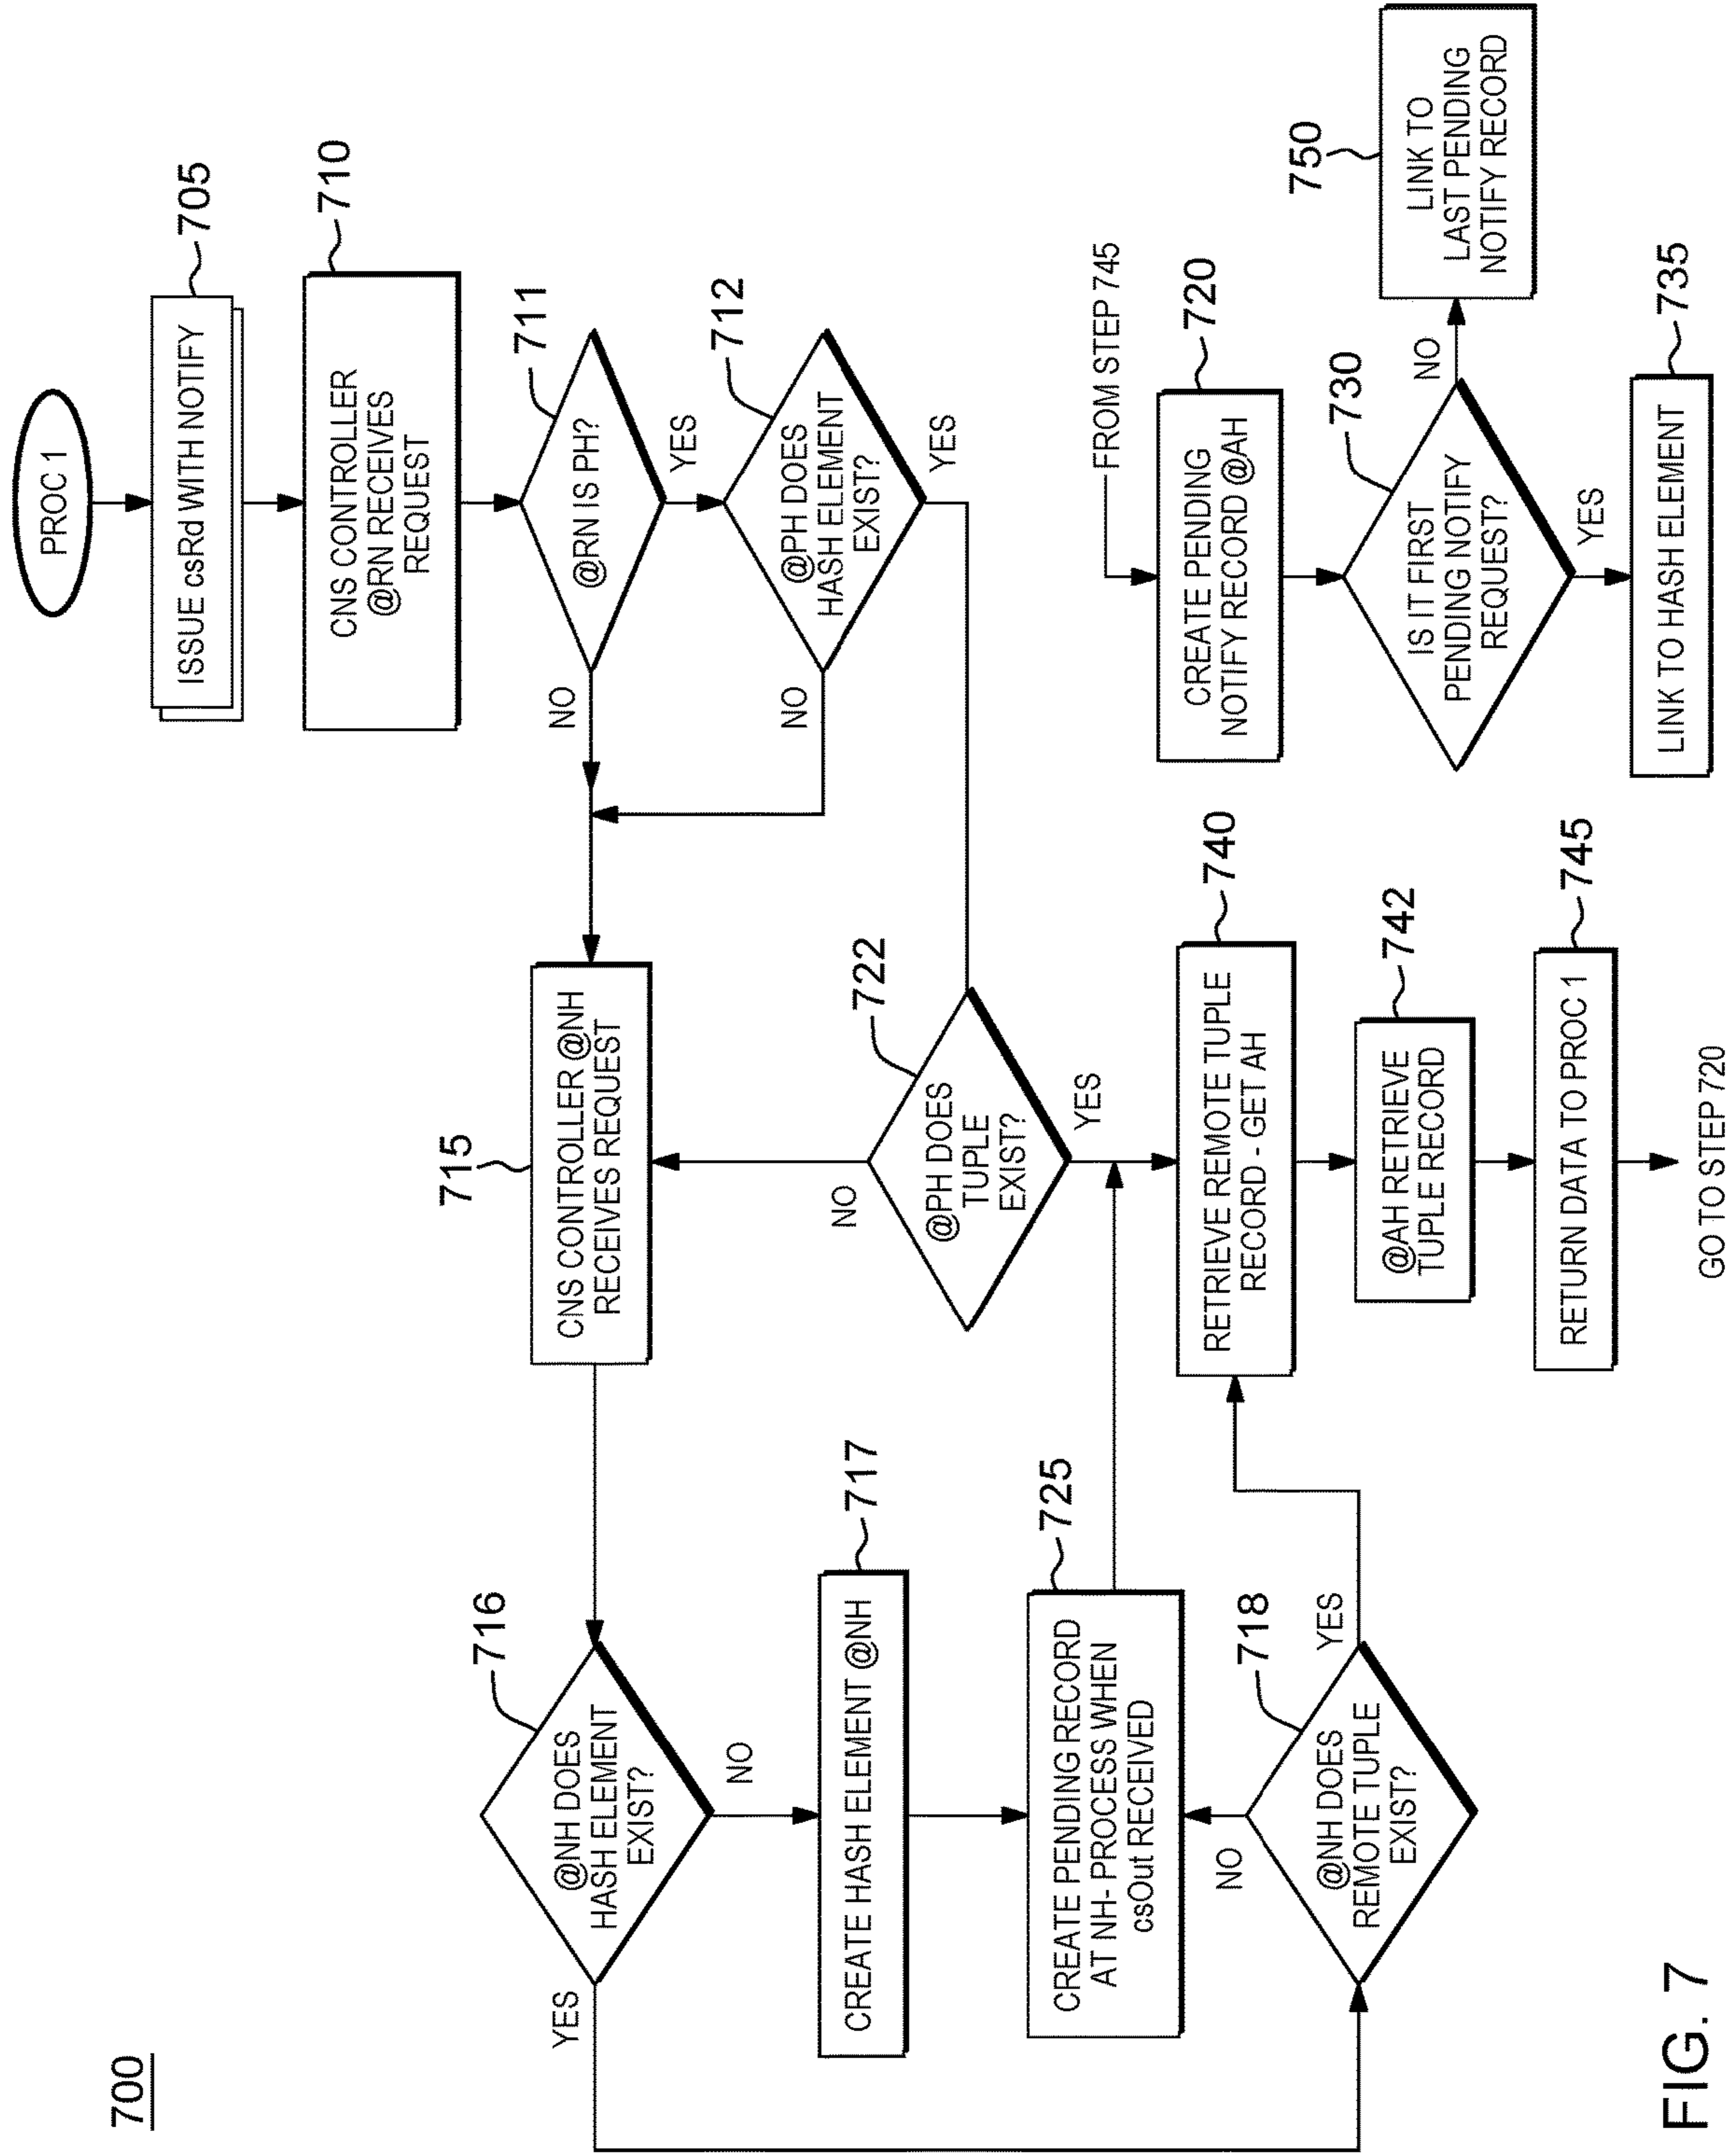 700
PROC 1
ISSUE csRd WITH NOTIFY
705
CNS CONTROLLER
@RN RECEIVES
REQUEST
710
@RN IS PH?
711
NO
YES
@PH DOES
HASH ELEMENT
EXIST?
712
NO
YES
715
CNS CONTROLLER @NH
RECEIVES REQUEST
716
@NH DOES
HASH ELEMENT
EXIST?
YES
NO
717
CREATE HASH ELEMENT @NH
725
CREATE PENDING RECORD
AT NH- PROCESS WHEN
csOut RECEIVED
718
@NH DOES
REMOTE TUPLE
EXIST?
NO
YES
722
@PH DOES
TUPLE
EXIST?
NO
YES
740
RETRIEVE REMOTE TUPLE
RECORD - GET AH
742
@AH RETRIEVE
TUPLE RECORD
745
RETURN DATA TO PROC 1
GO TO STEP 720
FROM STEP 745
720
CREATE PENDING
NOTIFY RECORD @AH
730
IS IT FIRST
PENDING NOTIFY
REQUEST?
NO
YES
750
LINK TO
LAST PENDING
NOTIFY RECORD
735
LINK TO HASH ELEMENT
FIG. 7